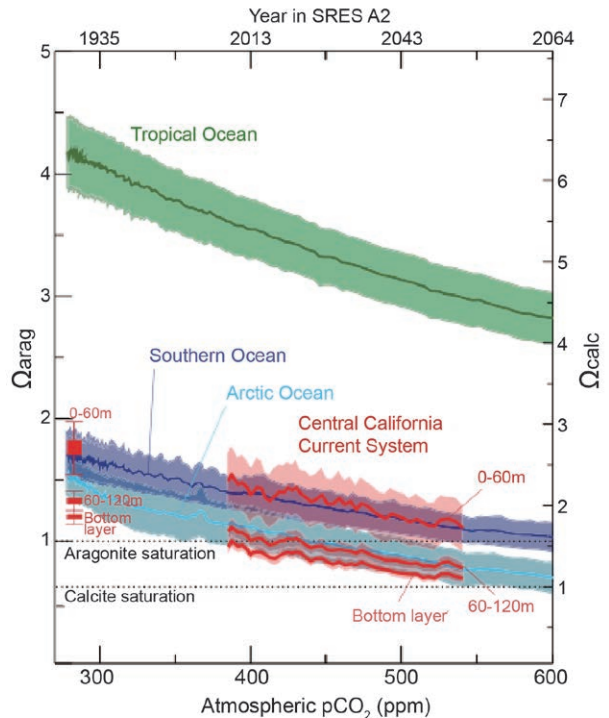 Year in SRES A2
1935 2013 2043 2064
5
7
Tropical Ocean
4
6
5
3
4
Ωarag
Ωcalc
Southern Ocean
Arctic Ocean
2
3
0-60m
Central California
Current System
0-60m
2
60-120m
Bottom
layer
1
Aragonite saturation
Calcite saturation
1
60-120m
Bottom layer
300 400 500 600
Atmospheric pCO₂ (ppm)